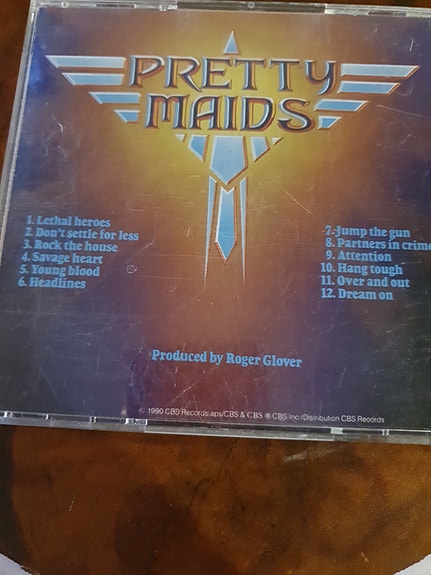 PRETTY
MAIDS
1. Lethal heroes
2. Don't settle for less
3. Rock the house
4. Savage heart
5. Young blood
6. Headlines
7. Jump the gun
8. Partners in crime
9. Attention
10. Hang tough
11. Over and out
12. Dream on
Produced by Roger Glover
© 1990 CBS Records aps/CBS & CBS ® CBS Inc./Distribution CBS Records